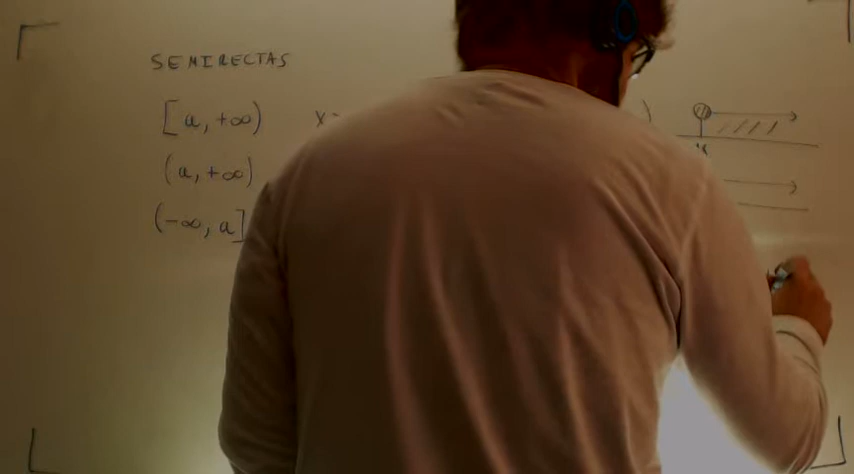 SEMIRECTAS
[a, +∞)
(a, +∞)
(-∞, a]